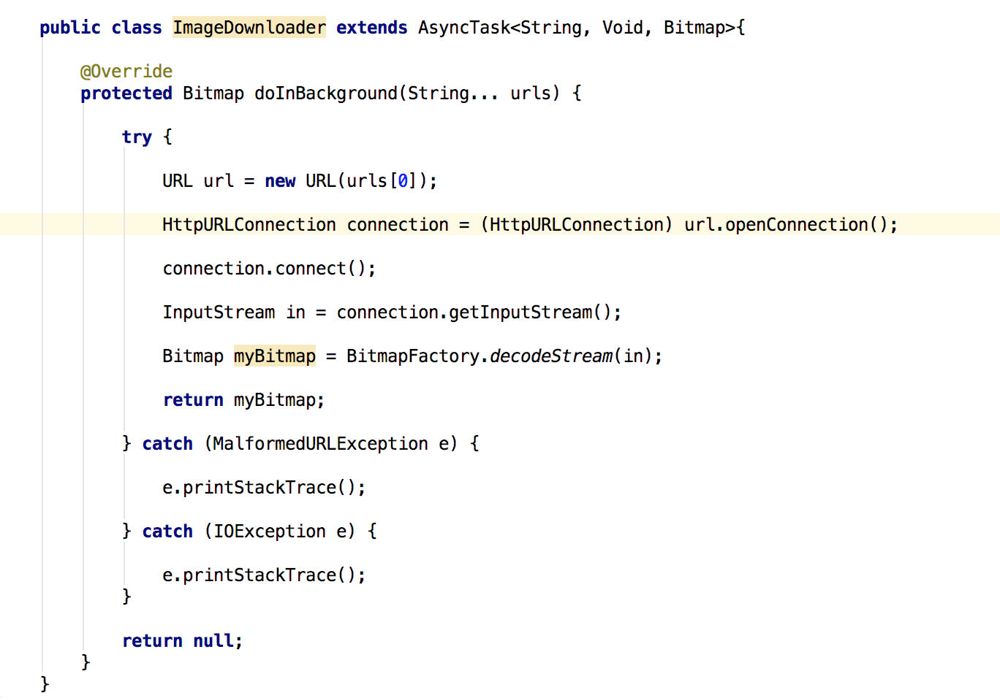 public class ImageDownloader extends AsyncTask<String, Void, Bitmap>{
@Override
protected Bitmap doInBackground(String... urls) {
try {
URL url = new URL(urls[0]);
HttpURLConnection connection = (HttpURLConnection) url.openConnection();
connection.connect();
InputStream in = connection.getInputStream();
Bitmap myBitmap = BitmapFactory.decodeStream(in);
return myBitmap;
} catch (MalformedURLException e) {
e.printStackTrace();
} catch (IOException e) {
e.printStackTrace();
}
return null;
}
}